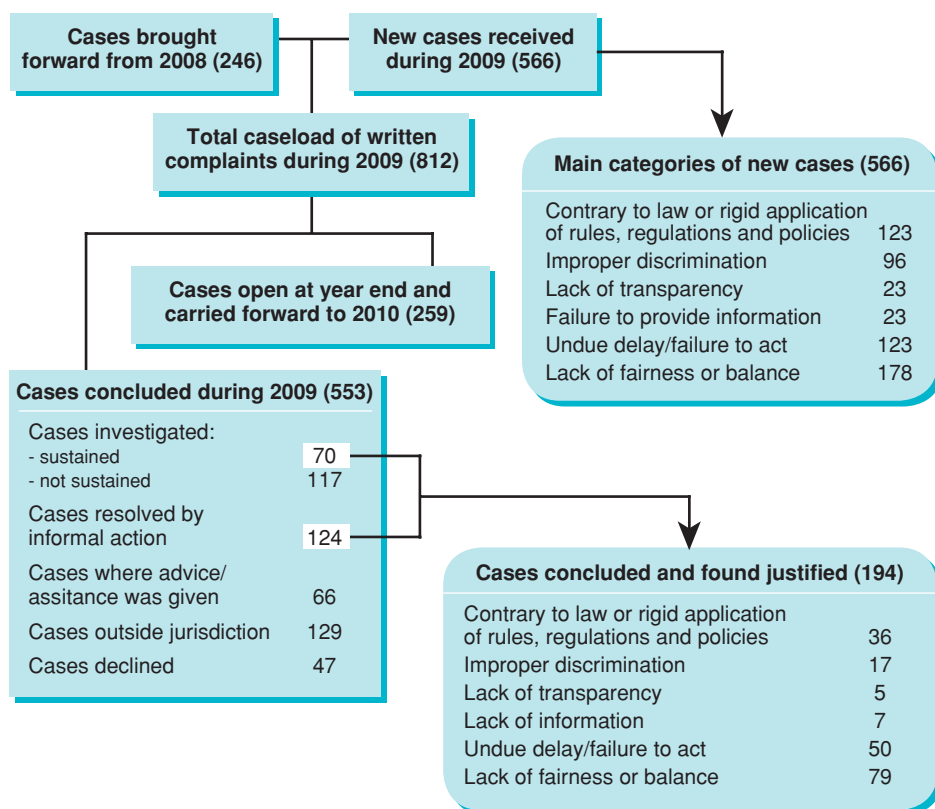 Cases brought
forward from 2008 (246)
New cases received
during 2009 (566)
Total caseload of written
complaints during 2009 (812)
Main categories of new cases (566)
Contrary to law or rigid application
of rules, regulations and policies 123
Improper discrimination 96
Lack of transparency 23
Failure to provide information 23
Undue delay/failure to act 123
Lack of fairness or balance 178
Cases open at year end and
carried forward to 2010 (259)
Cases concluded during 2009 (553)
Cases investigated:
- sustained 70
- not sustained 117
Cases resolved by
informal action 124
Cases where advice/
assitance was given 66
Cases outside jurisdiction 129
Cases declined 47
Cases concluded and found justified (194)
Contrary to law or rigid application
of rules, regulations and policies 36
Improper discrimination 17
Lack of transparency 5
Lack of information 7
Undue delay/failure to act 50
Lack of fairness or balance 79